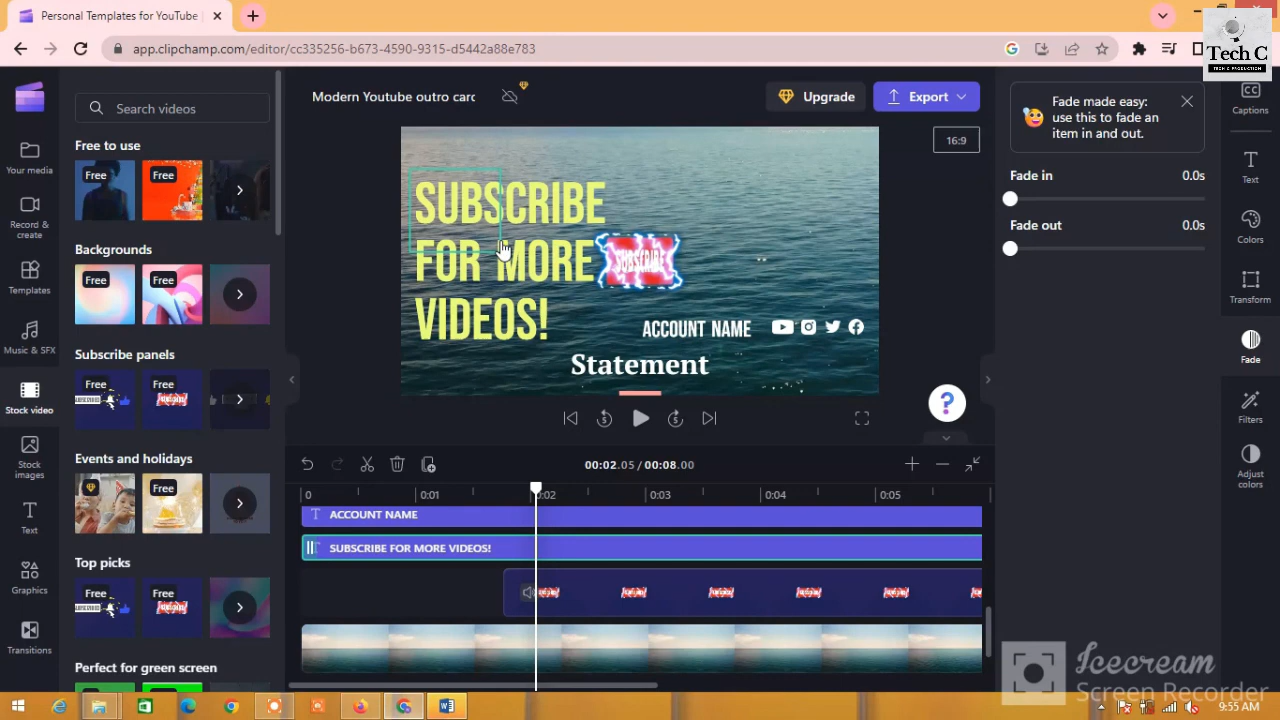 Personal Templates for YouTube
app.clipchamp.com/editor/cc335256-b673-4590-9315-d5442a88e783
Tech C
TECH C PRODUCTION
Search videos
Modern Youtube outro card
Upgrade
Export
Fade made easy:
use this to fade an
item in and out.
Captions
16:9
Your media
Record &
create
Templates
Music & SFX
Stock video
Stock
images
Text
Graphics
Transitions
Free to use
Free
Free
Backgrounds
Free
Free
Subscribe panels
Free
Free
Events and holidays
Free
Top picks
Free
Free
Perfect for green screen
SUBSCRIBE
FOR MORE
VIDEOS!
SUBSCRIBE
ACCOUNT NAME
Statement
Fade in
0.0s
Fade out
0.0s
Text
Colors
Transform
Fade
Filters
Adjust
colors
?
5
5
00:02.05 / 00:08.00
0
0:01
0:02
0:03
0:04
0:05
ACCOUNT NAME
SUBSCRIBE FOR MORE VIDEOS!
Icecream
Screen Recorder
9:55 AM